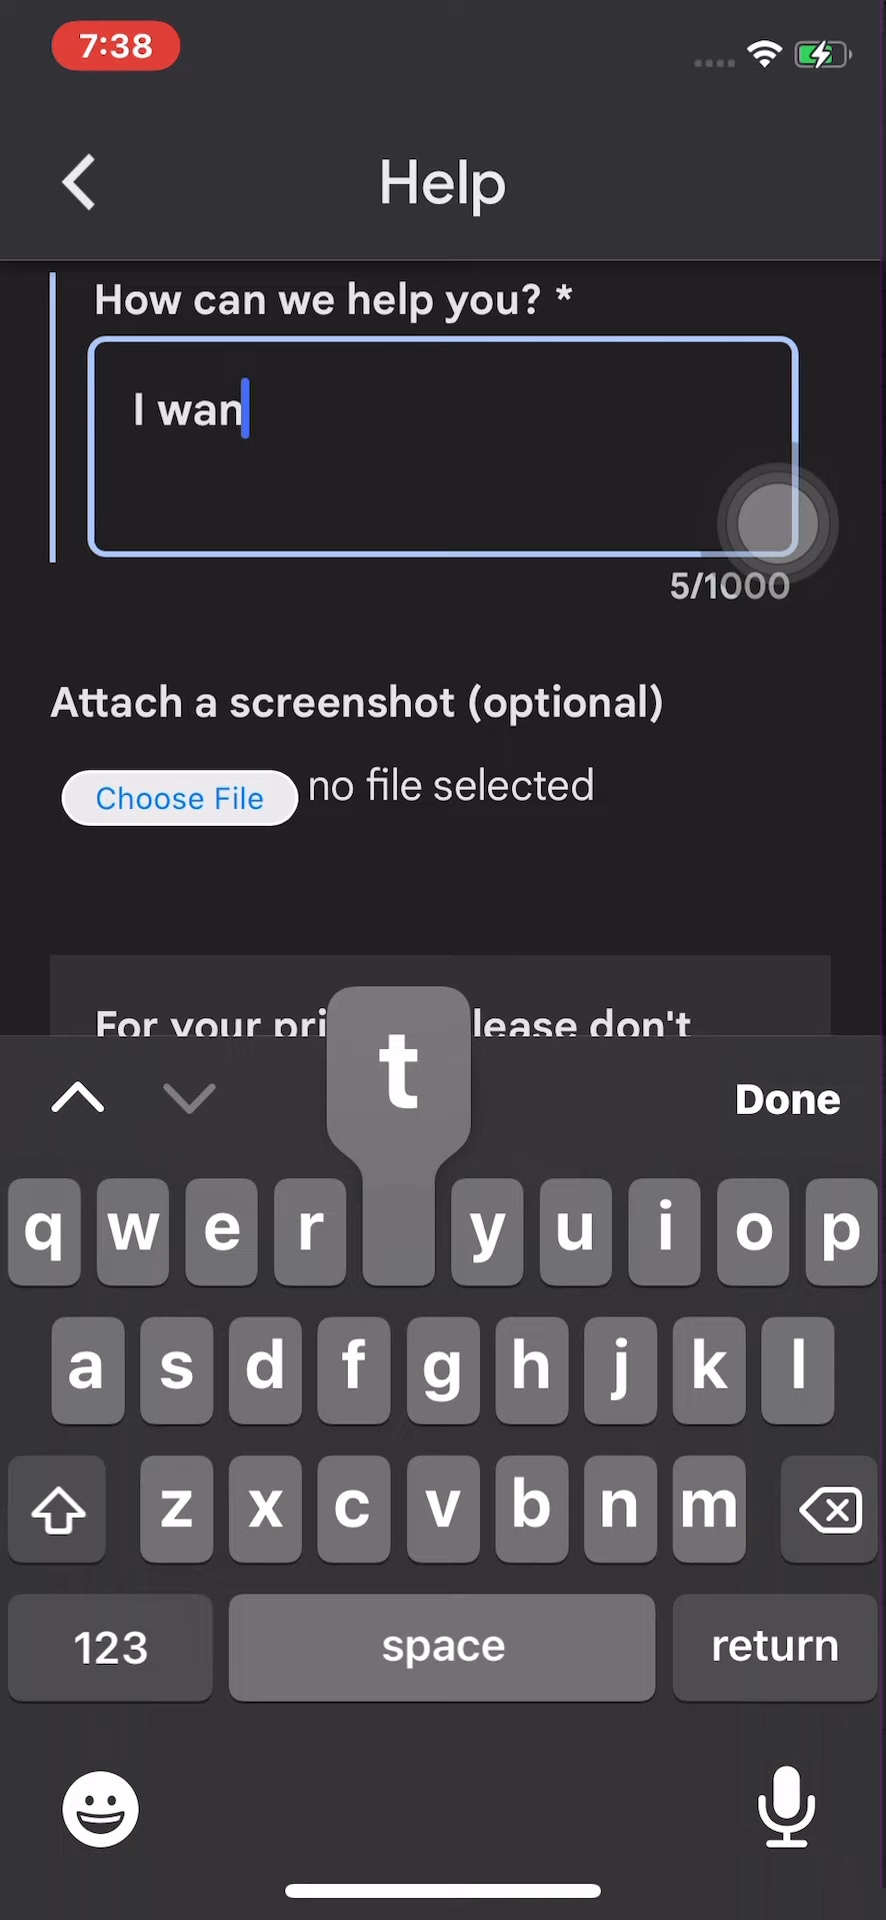 7:38
Help
How can we help you? *
I wan
5/1000
Attach a screenshot (optional)
Choose File no file selected
For your pri lease don't
t
Done
q w e r y u i o p
a s d f g h j k l
z x c v b n m
123 space return